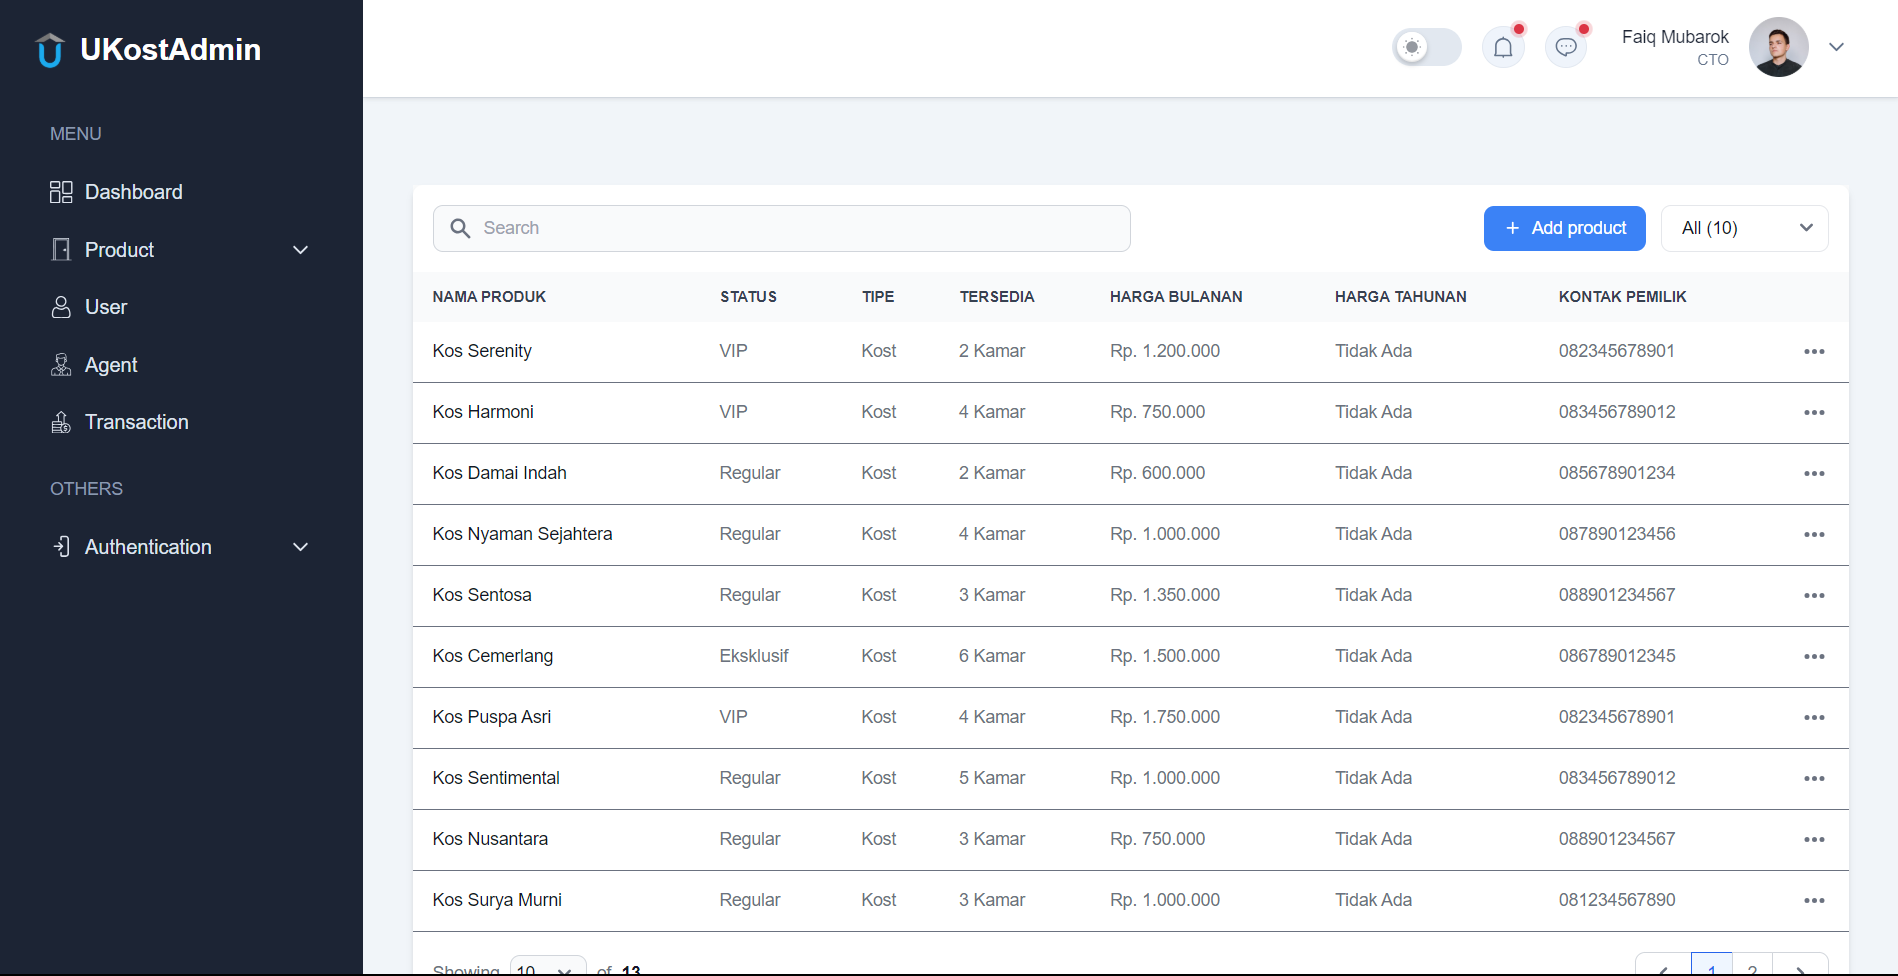 UKostAdmin
Faiq Mubarok
CTO
MENU
Dashboard
Product
User
Agent
Transaction
OTHERS
Authentication
Search
+ Add product
All (10)
NAMA PRODUK STATUS TIPE TERSEDIA HARGA BULANAN HARGA TAHUNAN KONTAK PEMILIK
Kos Serenity VIP Kost 2 Kamar Rp. 1.200.000 Tidak Ada 082345678901
Kos Harmoni VIP Kost 4 Kamar Rp. 750.000 Tidak Ada 083456789012
Kos Damai Indah Regular Kost 2 Kamar Rp. 600.000 Tidak Ada 085678901234
Kos Nyaman Sejahtera Regular Kost 4 Kamar Rp. 1.000.000 Tidak Ada 087890123456
Kos Sentosa Regular Kost 3 Kamar Rp. 1.350.000 Tidak Ada 088901234567
Kos Cemerlang Eksklusif Kost 6 Kamar Rp. 1.500.000 Tidak Ada 086789012345
Kos Puspa Asri VIP Kost 4 Kamar Rp. 1.750.000 Tidak Ada 082345678901
Kos Sentimental Regular Kost 5 Kamar Rp. 1.000.000 Tidak Ada 083456789012
Kos Nusantara Regular Kost 3 Kamar Rp. 750.000 Tidak Ada 088901234567
Kos Surya Murni Regular Kost 3 Kamar Rp. 1.000.000 Tidak Ada 081234567890
Showing 10 of 13
1 2